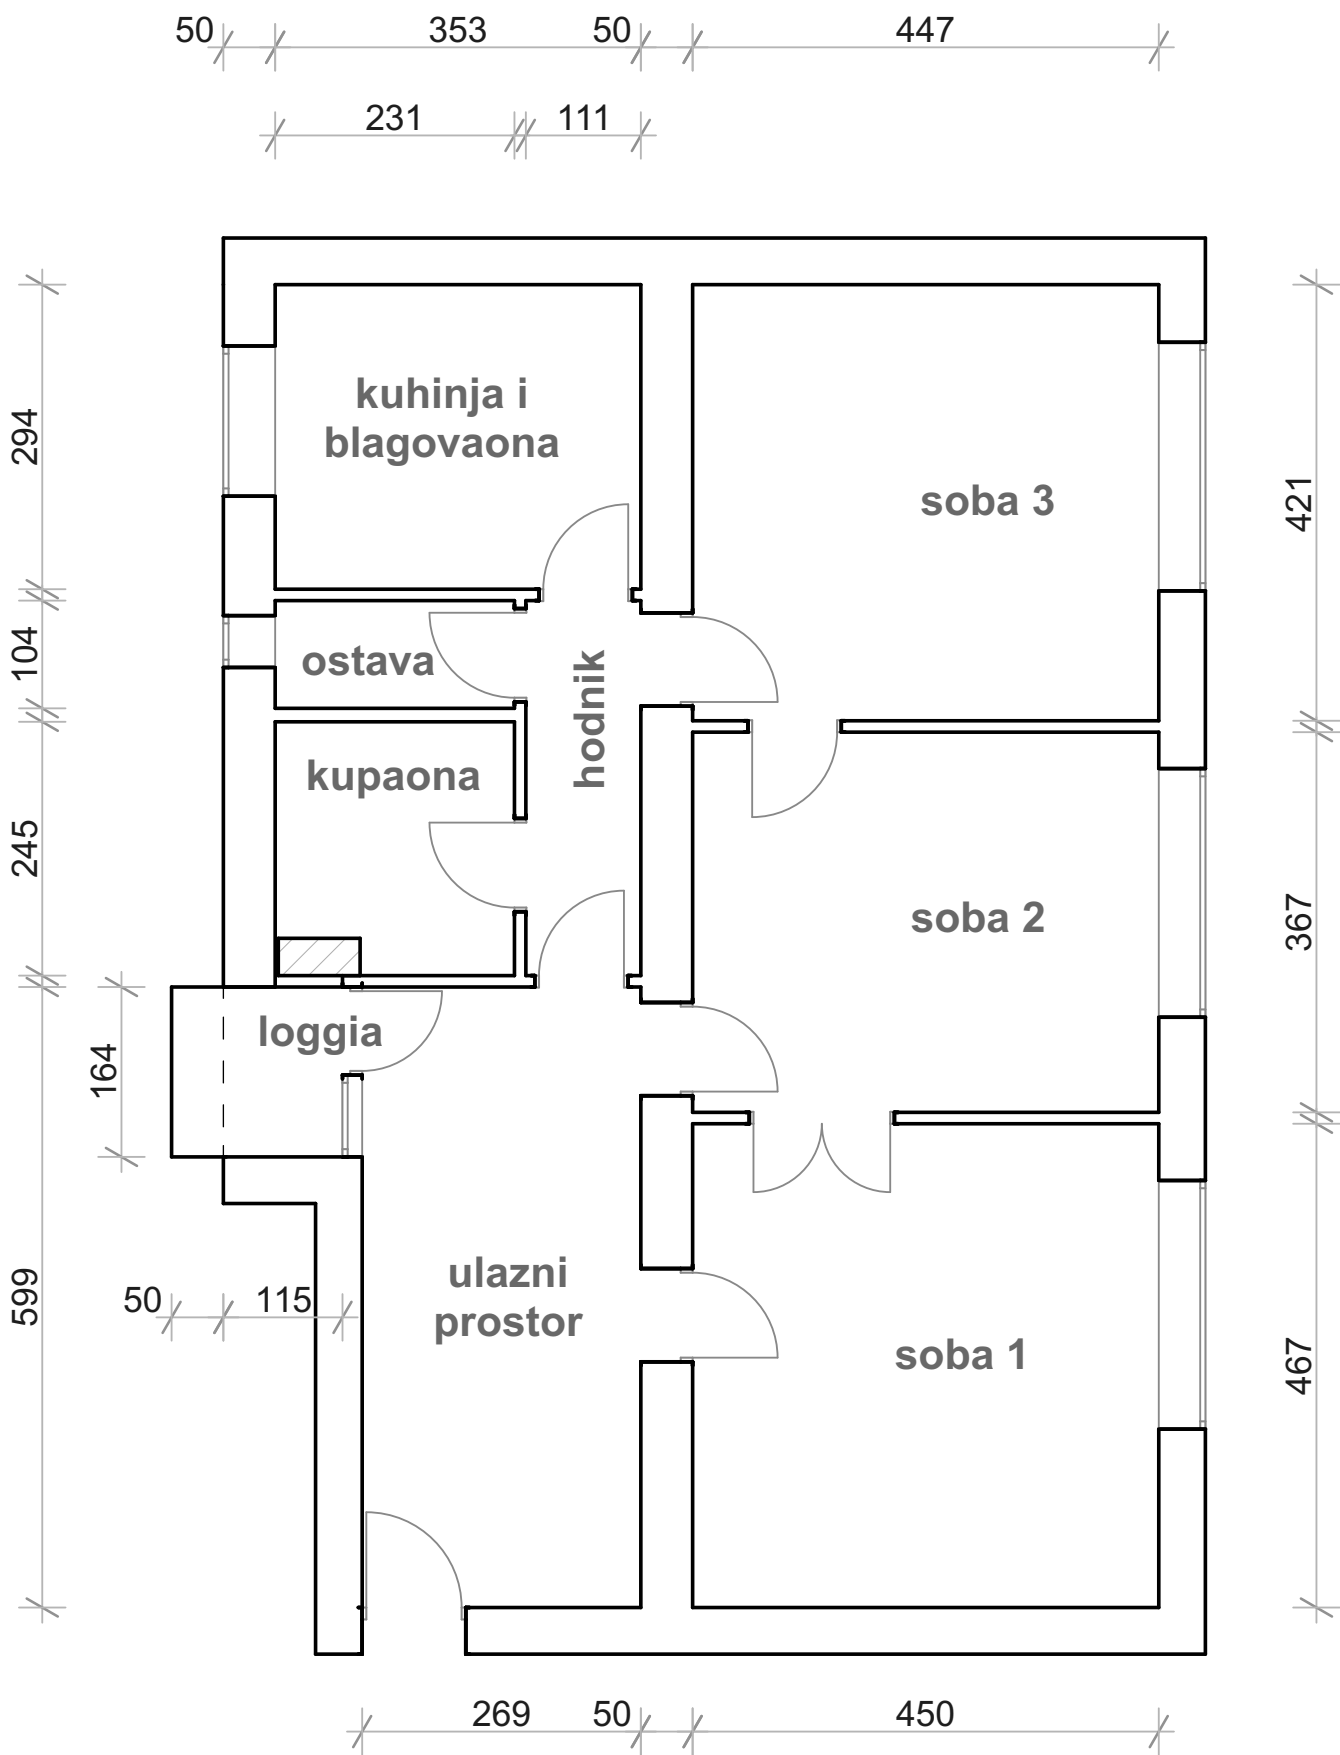 50 353 50 447
231 111
kuhinja i
blagovaona
294
soba 3
421
ostava
104
hodnik
kupaona
245
soba 2
367
loggia
164
ulazni
prostor
599
50 115
soba 1
467
269 50 450